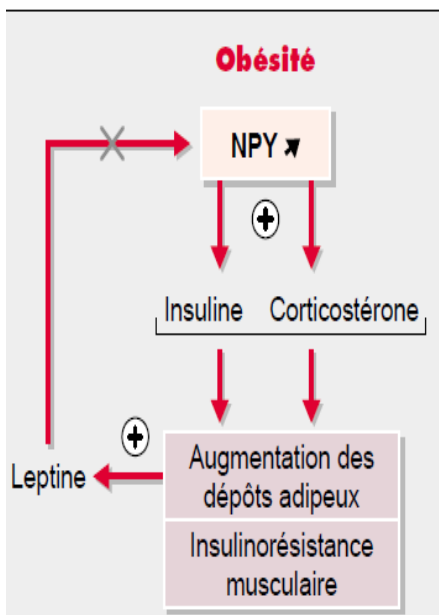 Obésité
NPY ↗
+
Insuline Corticostérone
+
Leptine
Augmentation des
dépôts adipeux
Insulinorésistance
musculaire